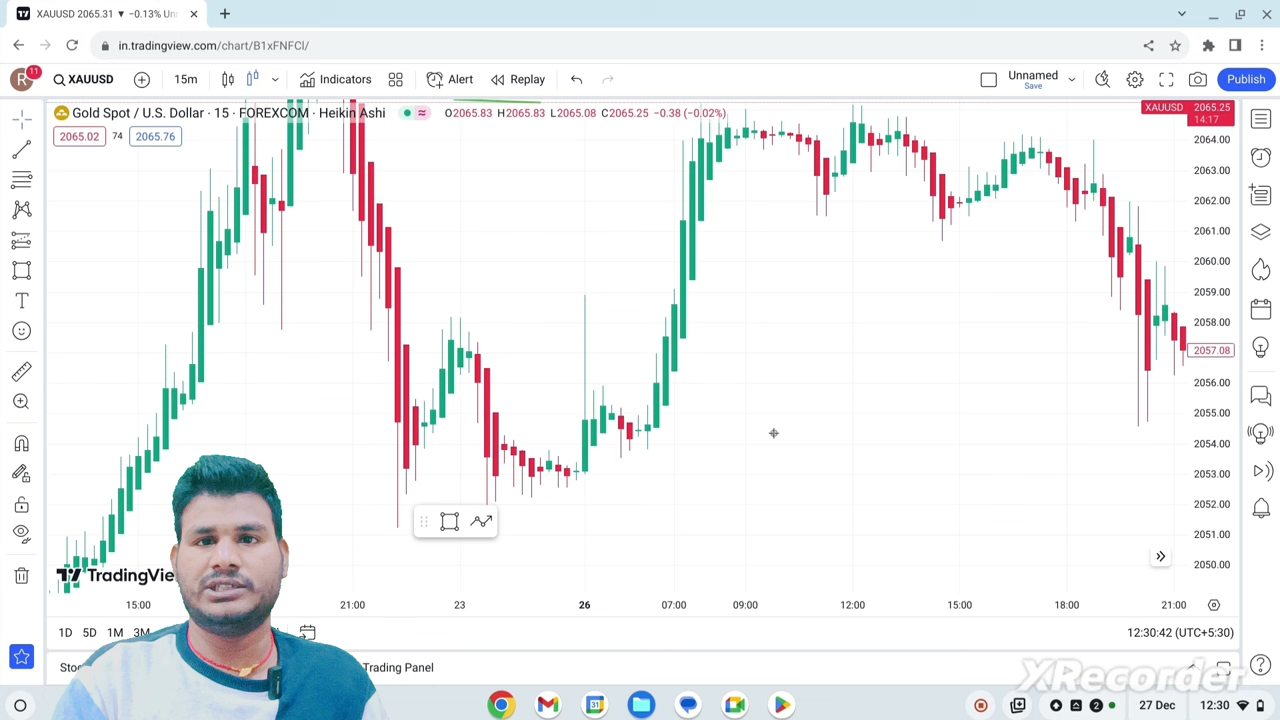 XAUUSD 2065.31 ▼ −0.13% Un
in.tradingview.com/chart/B1xFNFCl/
R 11 XAUUSD 15m Indicators Alert Replay Unnamed Save Publish
Gold Spot / U.S. Dollar · 15 · FOREXCOM · Heikin Ashi O2065.83 H2065.83 L2065.08 C2065.25 −0.38 (−0.02%)
2065.02 74 2065.76
XAUUSD 2065.25
14:17
2064.00
2063.00
2062.00
2061.00
2060.00
2059.00
2058.00
2057.08
2056.00
2055.00
2054.00
2053.00
2052.00
2051.00
2050.00
TradingVie
15:00 21:00 23 26 07:00 09:00 12:00 15:00 18:00 21:00
1D 5D 1M 3M 12:30:42 (UTC+5:30)
Trading Panel
XRecorder
31 2 27 Dec 12:30